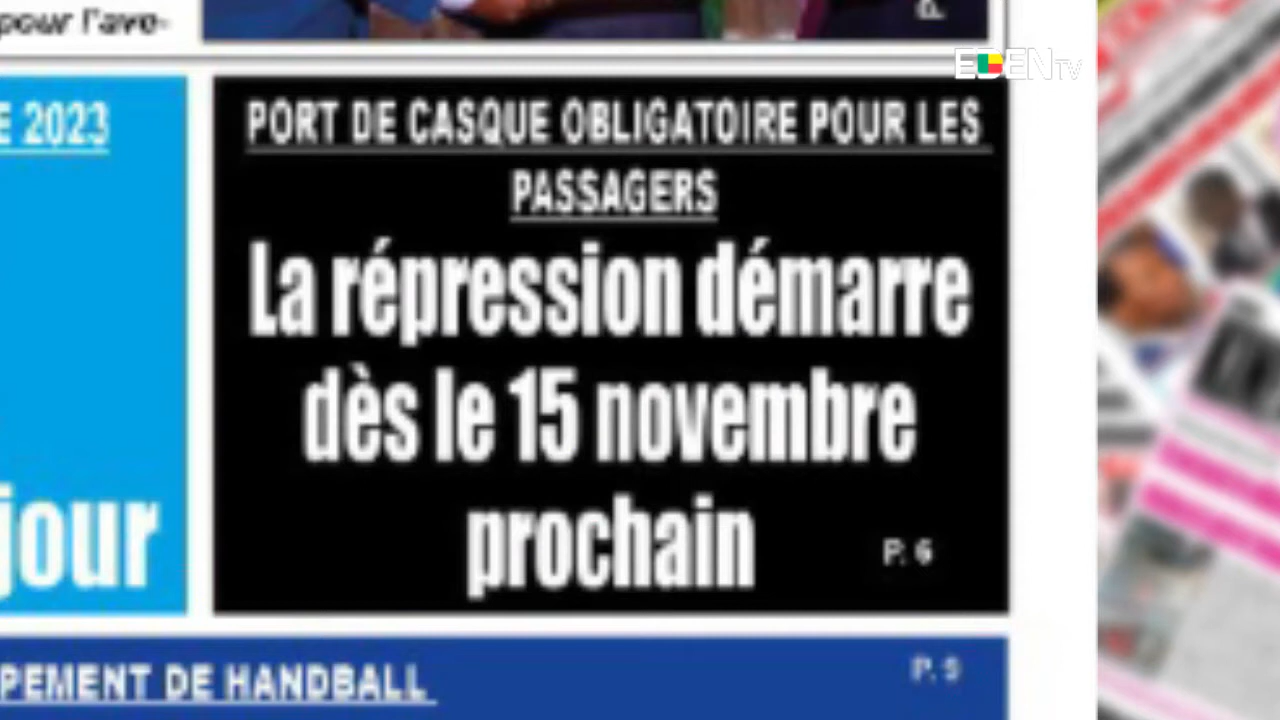 pour l'ave-
P.
EDEN TV
E 2023
jour
PORT DE CASQUE OBLIGATOIRE POUR LES
PASSAGERS
La répression démarre
dès le 15 novembre
prochain
P. 6
PEMENT DE HANDBALL